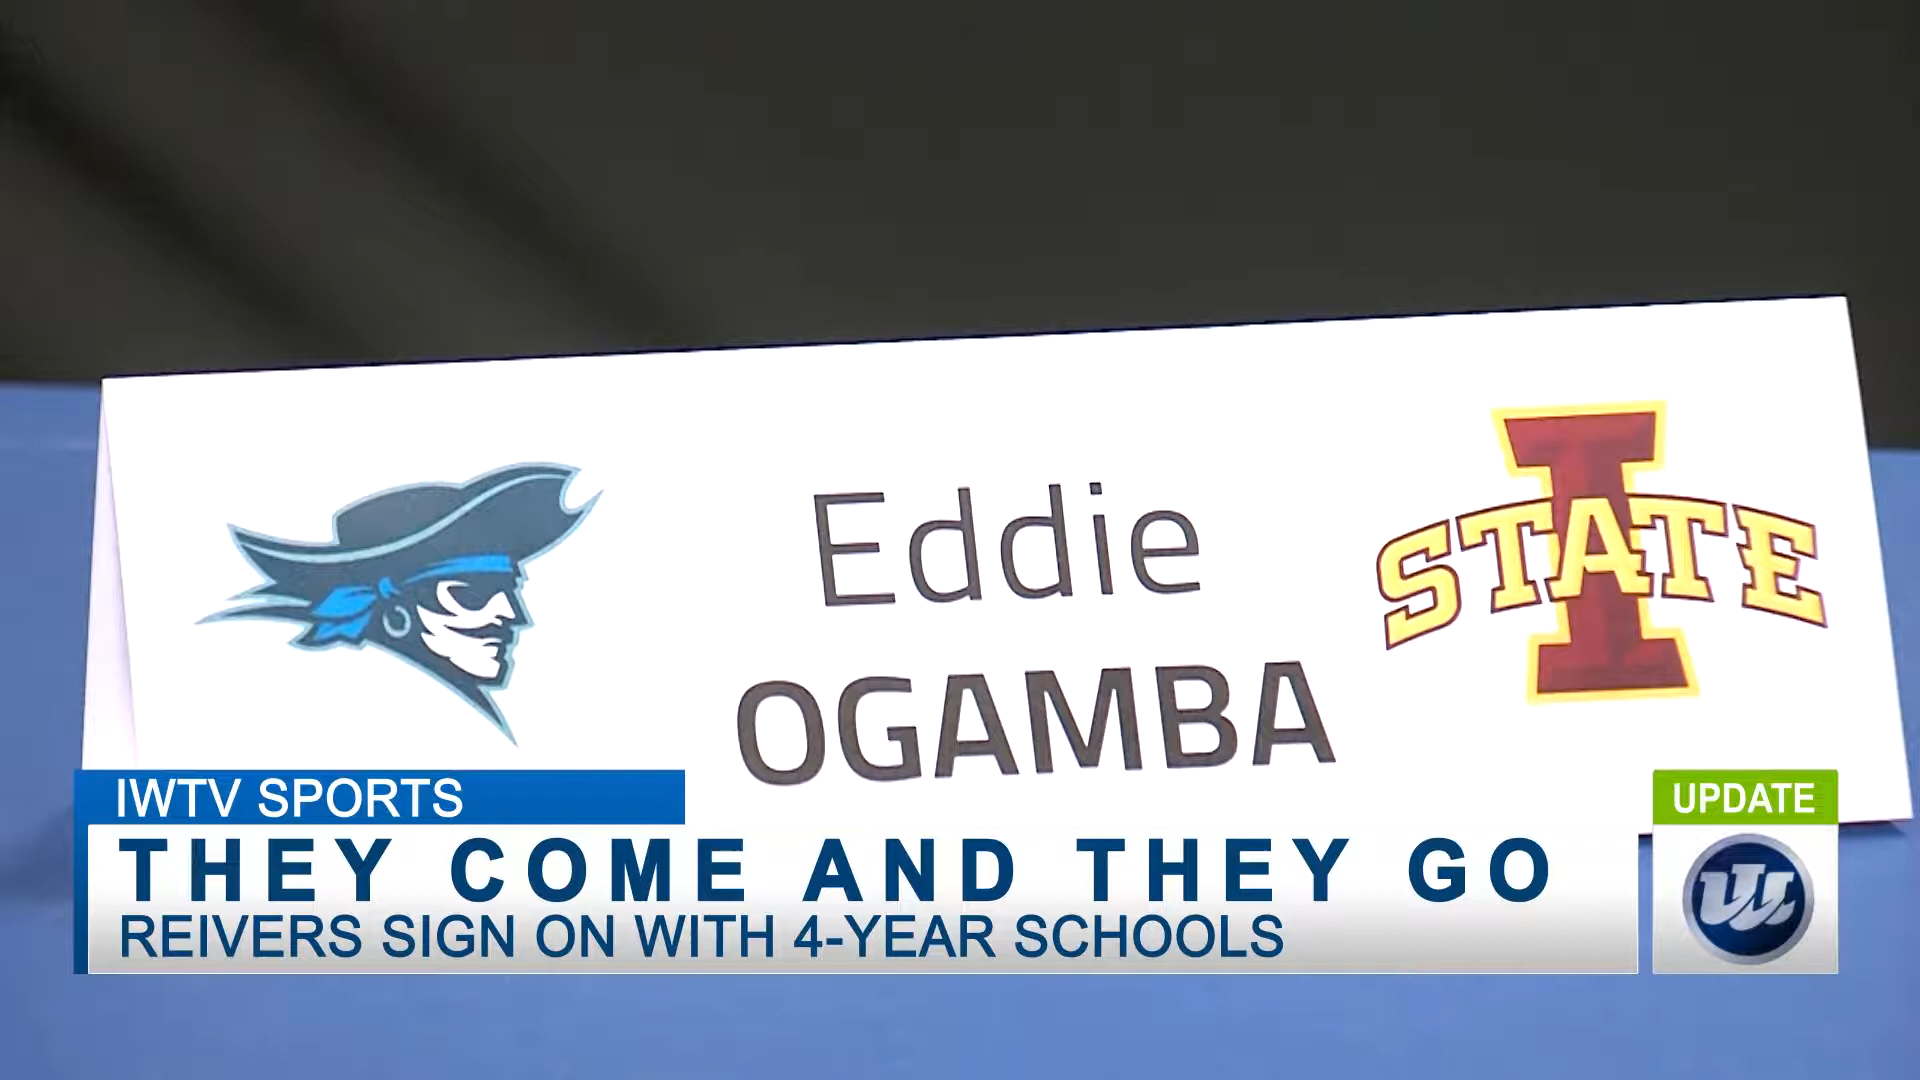 Eddie
OGAMBA
I
STATE
IWTV SPORTS
THEY COME AND THEY GO
REIVERS SIGN ON WITH 4-YEAR SCHOOLS
UPDATE